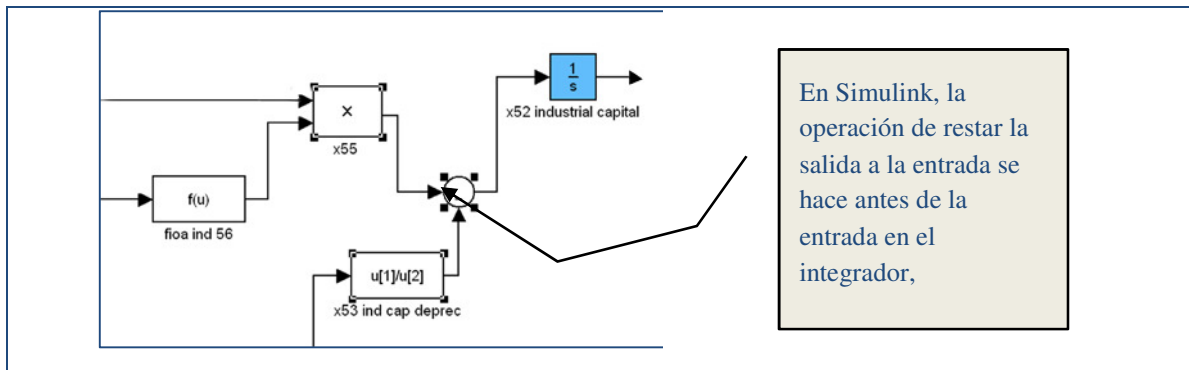 1
s
x52 industrial capital
X
x55
f(u)
fioa ind 56
u[1]/u[2]
x53 ind cap deprec
En Simulink, la
operación de restar la
salida a la entrada se
hace antes de la
entrada en el
integrador,